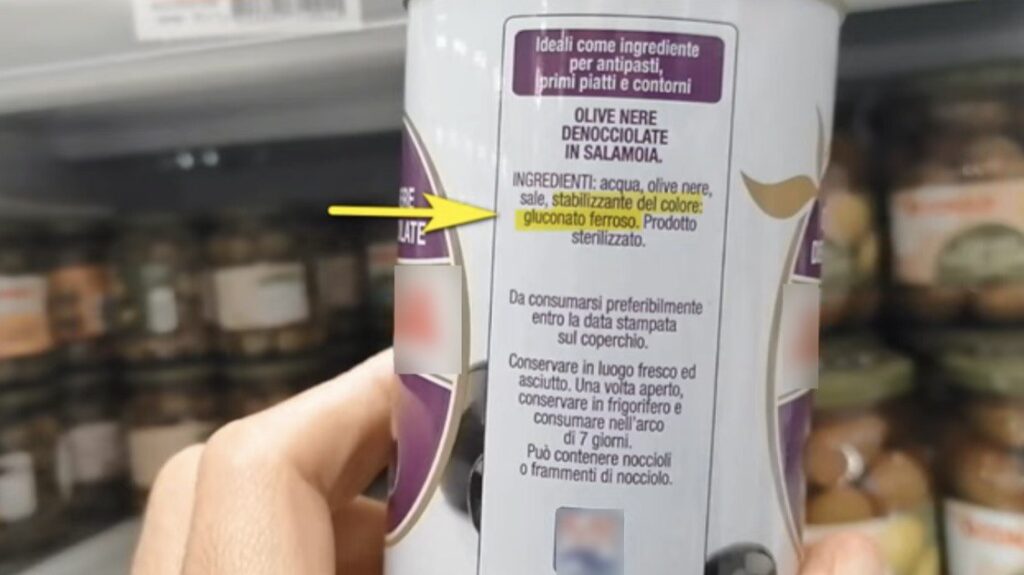 Ideali come ingrediente
per antipasti,
primi piatti e contorni
OLIVE NERE
DENOCCIOLATE
IN SALAMOIA.
INGREDIENTI: acqua, olive nere,
sale, stabilizzante del colore:
gluconato ferroso. Prodotto
sterilizzato.
Da consumarsi preferibilmente
entro la data stampata
sul coperchio.
Conservare in luogo fresco ed
asciutto. Una volta aperto,
conservare in frigorifero e
consumare nell'arco
di 7 giorni.
Può contenere noccioli
o frammenti di nocciolo.
RE
LATE